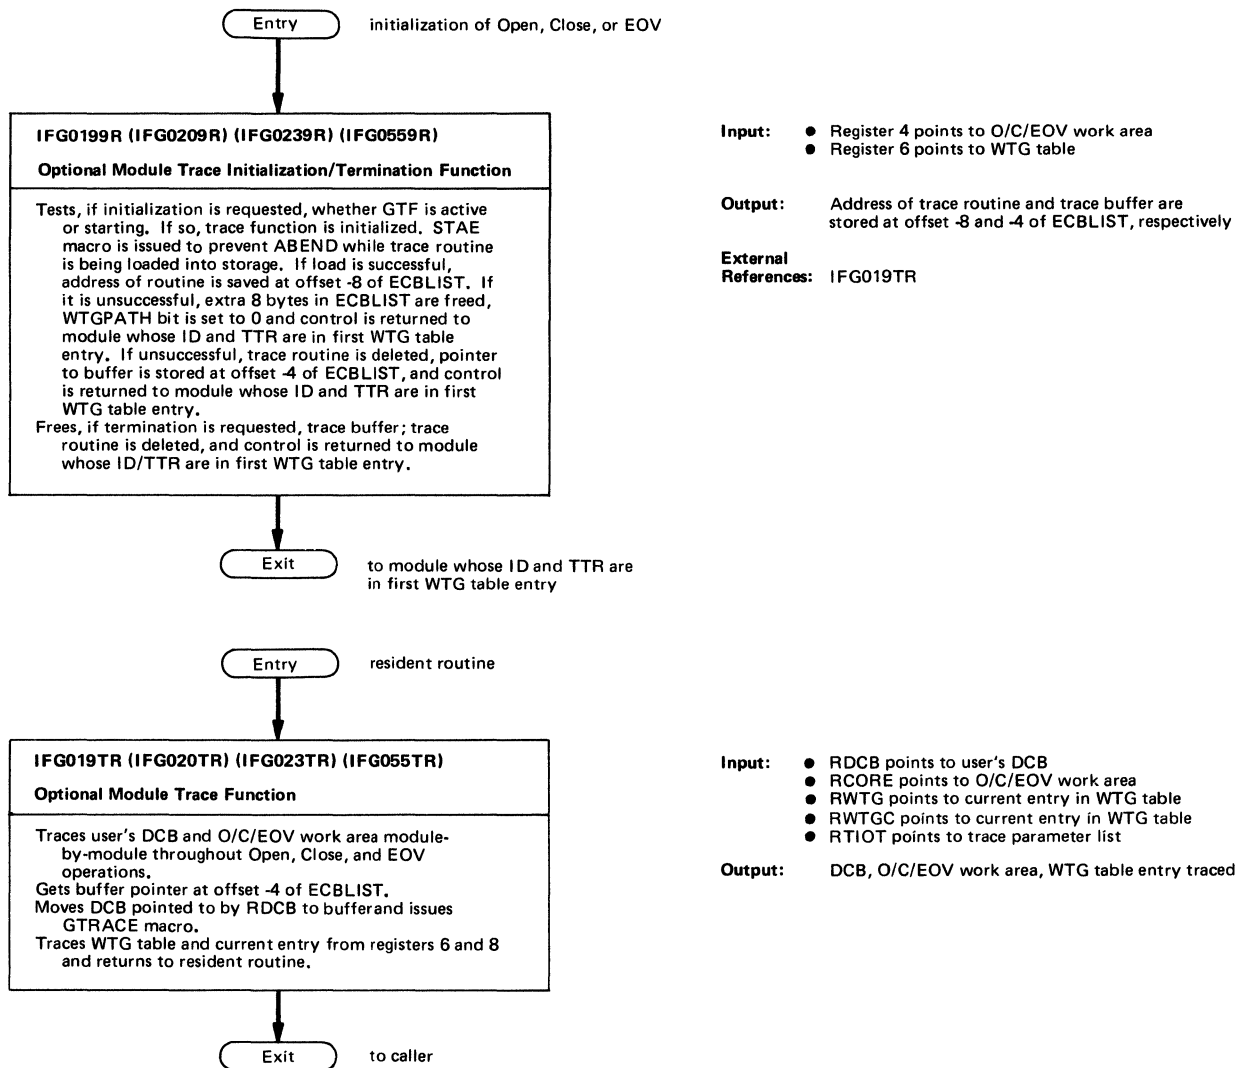 Entry
initialization of Open, Close, or EOV
IFG0199R (IFG0209R) (IFG0239R) (IFG0559R)
Optional Module Trace Initialization/Termination Function
Tests, if initialization is requested, whether GTF is active
or starting. If so, trace function is initialized. STAE
macro is issued to prevent ABEND while trace routine
is being loaded into storage. If load is successful,
address of routine is saved at offset -8 of ECBLIST. If
it is unsuccessful, extra 8 bytes in ECBLIST are freed,
WTGPATH bit is set to 0 and control is returned to
module whose ID and TTR are in first WTG table
entry. If unsuccessful, trace routine is deleted, pointer
to buffer is stored at offset -4 of ECBLIST, and control
is returned to module whose ID and TTR are in first
WTG table entry.
Frees, if termination is requested, trace buffer; trace
routine is deleted, and control is returned to module
whose ID/TTR are in first WTG table entry.
Input:
● Register 4 points to O/C/EOV work area
● Register 6 points to WTG table
Output:
Address of trace routine and trace buffer are
stored at offset -8 and -4 of ECBLIST, respectively
External
References: IFG019TR
Exit
to module whose ID and TTR are
in first WTG table entry
Entry
resident routine
IFG019TR (IFG020TR) (IFG023TR) (IFG055TR)
Optional Module Trace Function
Traces user's DCB and O/C/EOV work area module-
by-module throughout Open, Close, and EOV
operations.
Gets buffer pointer at offset -4 of ECBLIST.
Moves DCB pointed to by RDCB to bufferand issues
GTRACE macro.
Traces WTG table and current entry from registers 6 and 8
and returns to resident routine.
Input:
● RDCB points to user's DCB
● RCORE points to O/C/EOV work area
● RWTG points to current entry in WTG table
● RWTGC points to current entry in WTG table
● RTIOT points to trace parameter list
Output:
DCB, O/C/EOV work area, WTG table entry traced
Exit
to caller